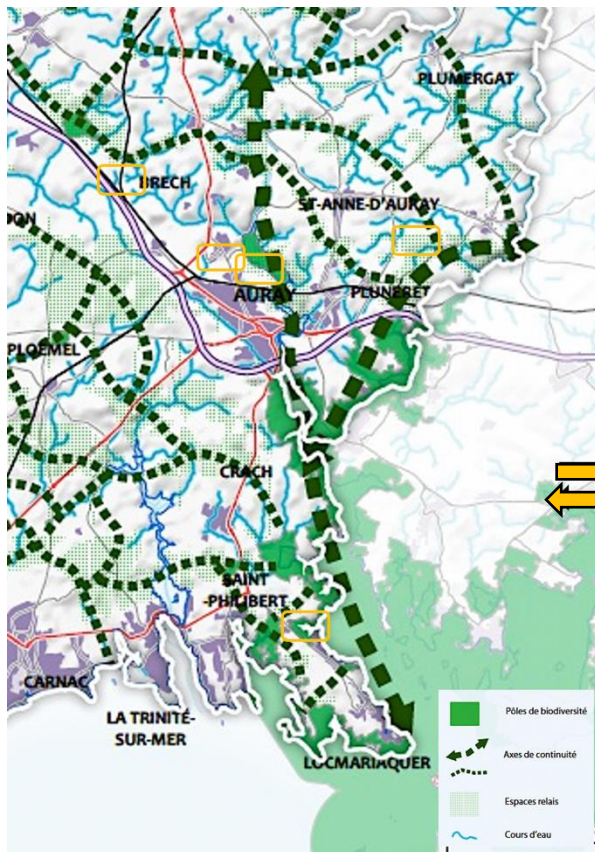 PLUMERGAT
BRECH
ST-ANNE-D'AURAY
AURAY
PLUNERET
PLOEMEL
CRACH
SAINT
-PHILIBERT
CARNAC
LA TRINITÉ-
SUR-MER
LOCMARIAQUER
Pôles de biodiversité
Axes de continuité
Espaces relais
Cours d'eau